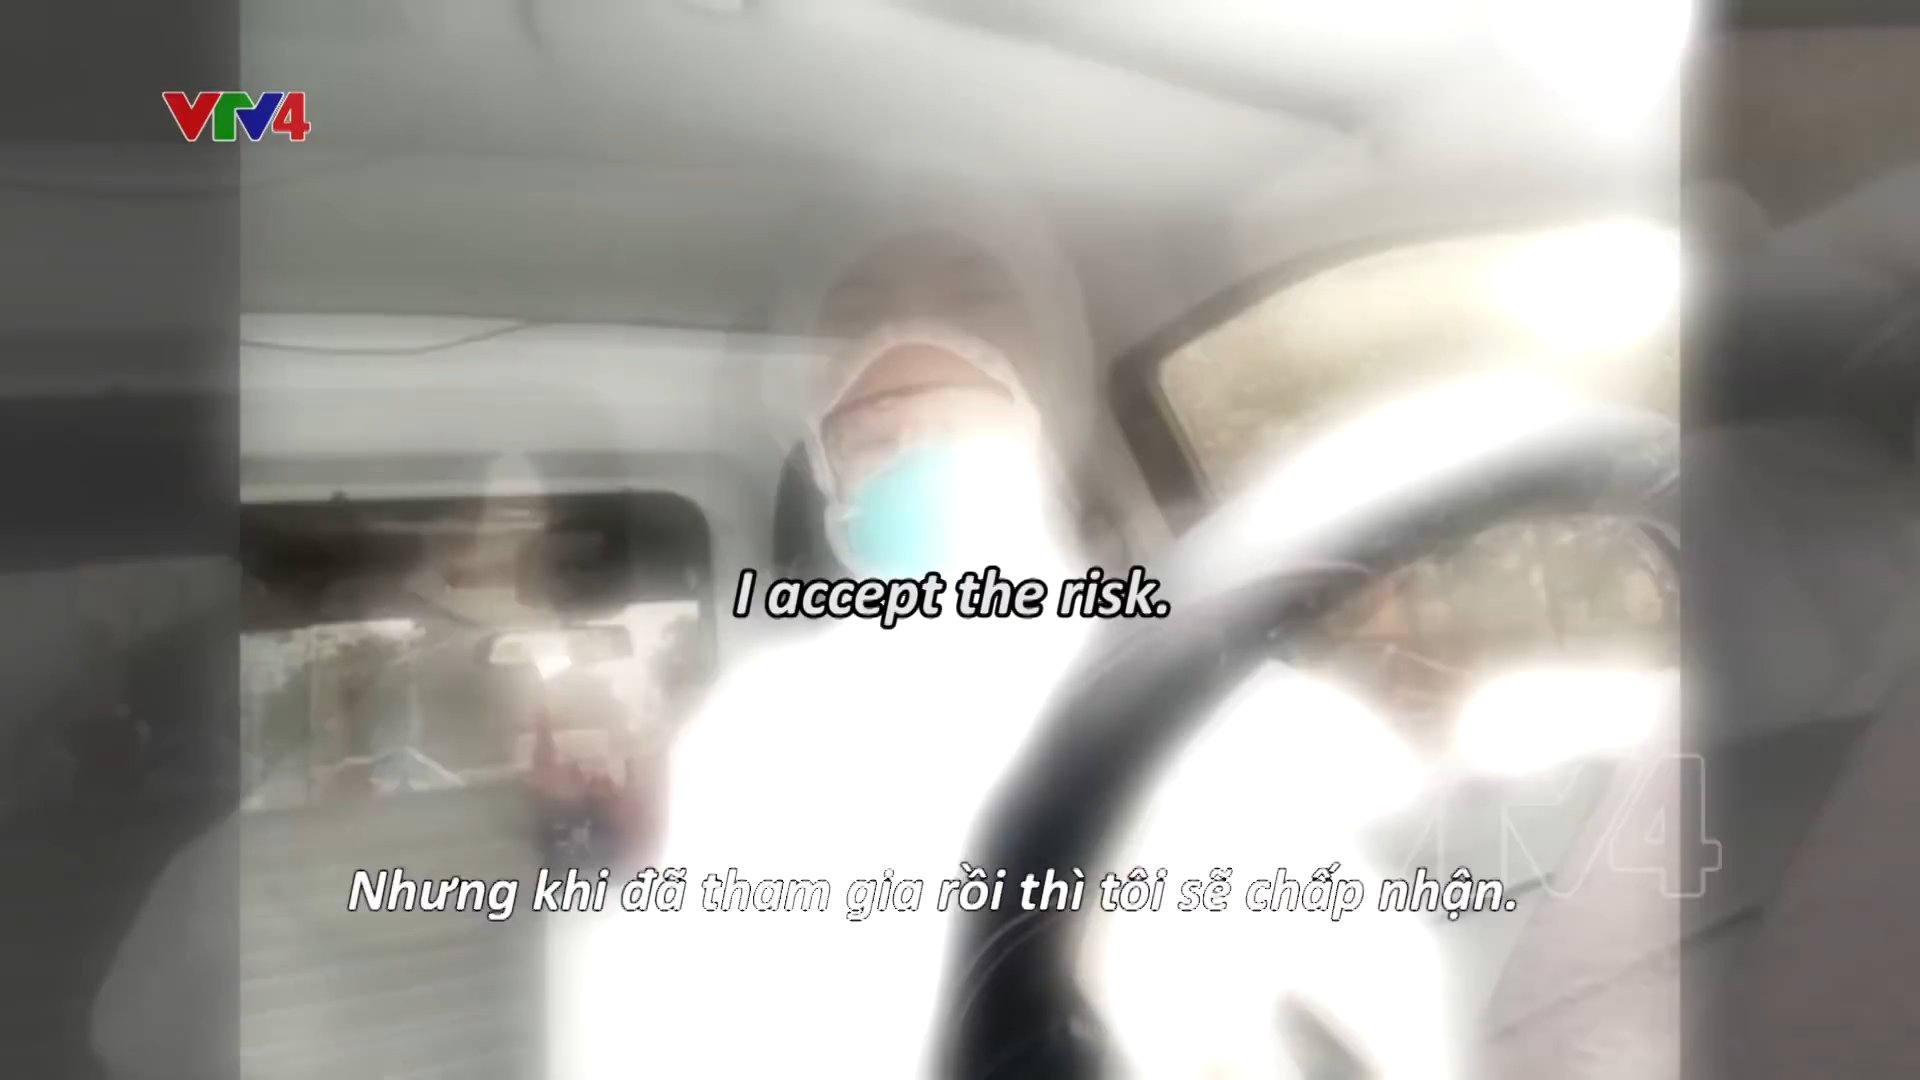 VTV4
I accept the risk.
Nhưng khi đã tham gia rồi thì tôi sẽ chấp nhận.
VTV4